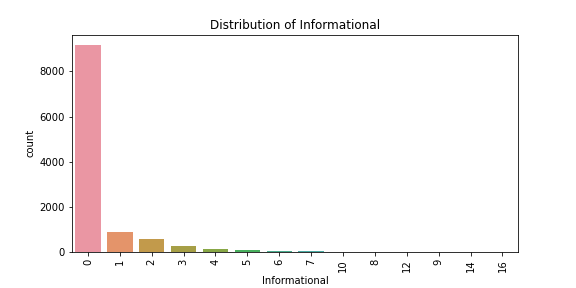 Distribution of Informational
8000
6000
4000
2000
0
count
0 1 2 3 4 5 6 7 10 8 12 9 14 16
Informational